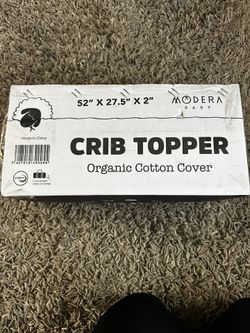 52" X 27.5" X 2"
MODERA
BABY
Made in China
CRIB TOPPER
Organic Cotton Cover